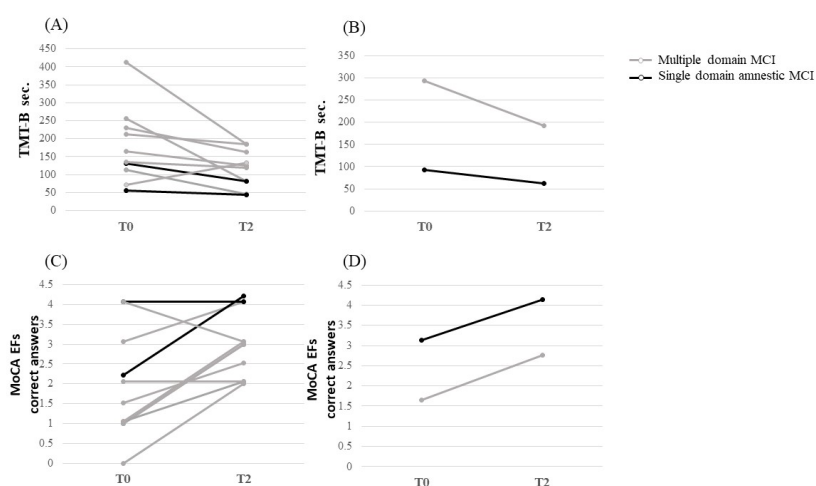 (A)
TMT-B sec.
450
400
350
300
250
200
150
100
50
0
T0 T2
(B)
TMT-B sec.
350
300
250
200
150
100
50
0
T0 T2
Multiple domain MCI
Single domain amnestic MCI
(C)
MoCA EFs
correct answers
4.5
4
3.5
3
2.5
2
1.5
1
0.5
0
T0 T2
(D)
MoCA EFs
correct answers
4.5
4
3.5
3
2.5
2
1.5
1
0.5
0
T0 T2